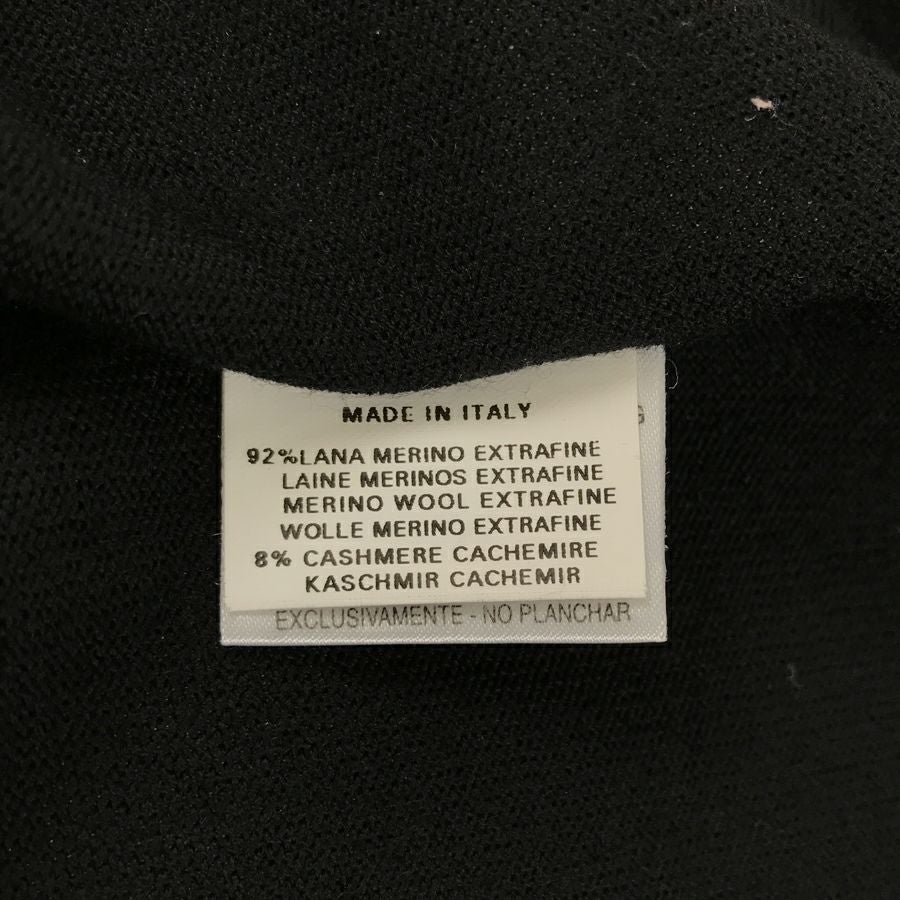 MADE IN ITALY
G
92%LANA MERINO EXTRAFINE
LAINE MERINOS EXTRAFINE
MERINO WOOL EXTRAFINE
WOLLE MERINO EXTRAFINE
8% CASHMERE CACHEMIRE
KASCHMIR CACHEMIR
EXCLUSIVAMENTE - NO PLANCHAR